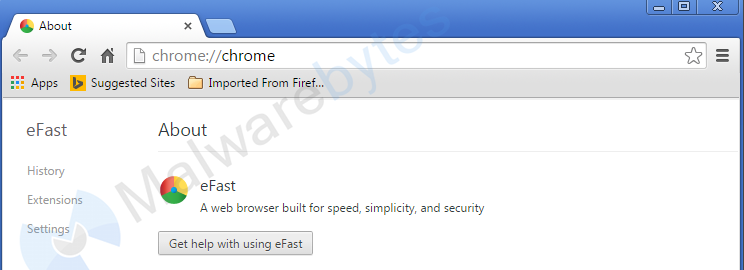 About
chrome://chrome
Apps
Suggested Sites
Imported From Firef...
eFast
About
History
Extensions
Settings
eFast
A web browser built for speed, simplicity, and security
Get help with using eFast
Malwarebytes